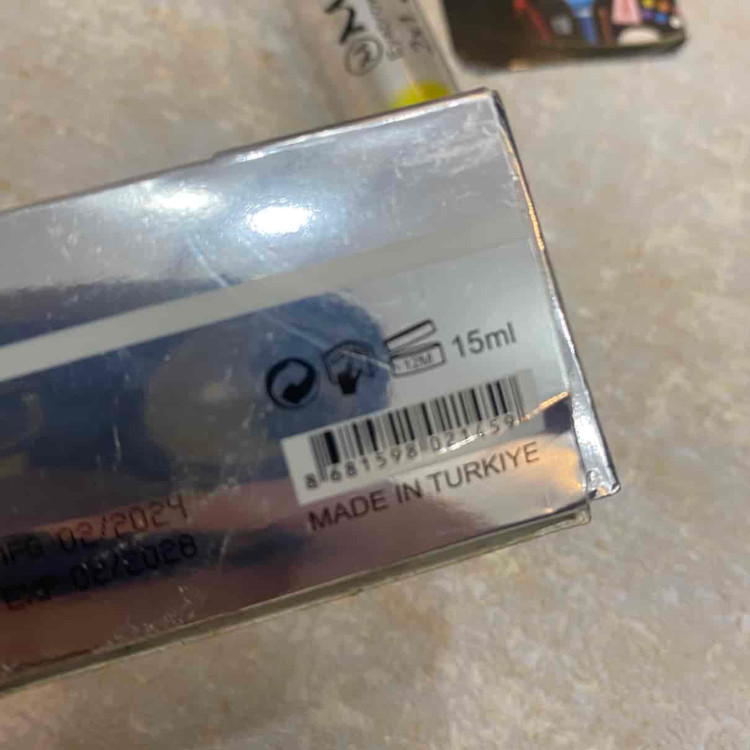 12M
15ml
8 681598 021459
MADE IN TURKIYE
MFG 02/2024
EXP 02/2028